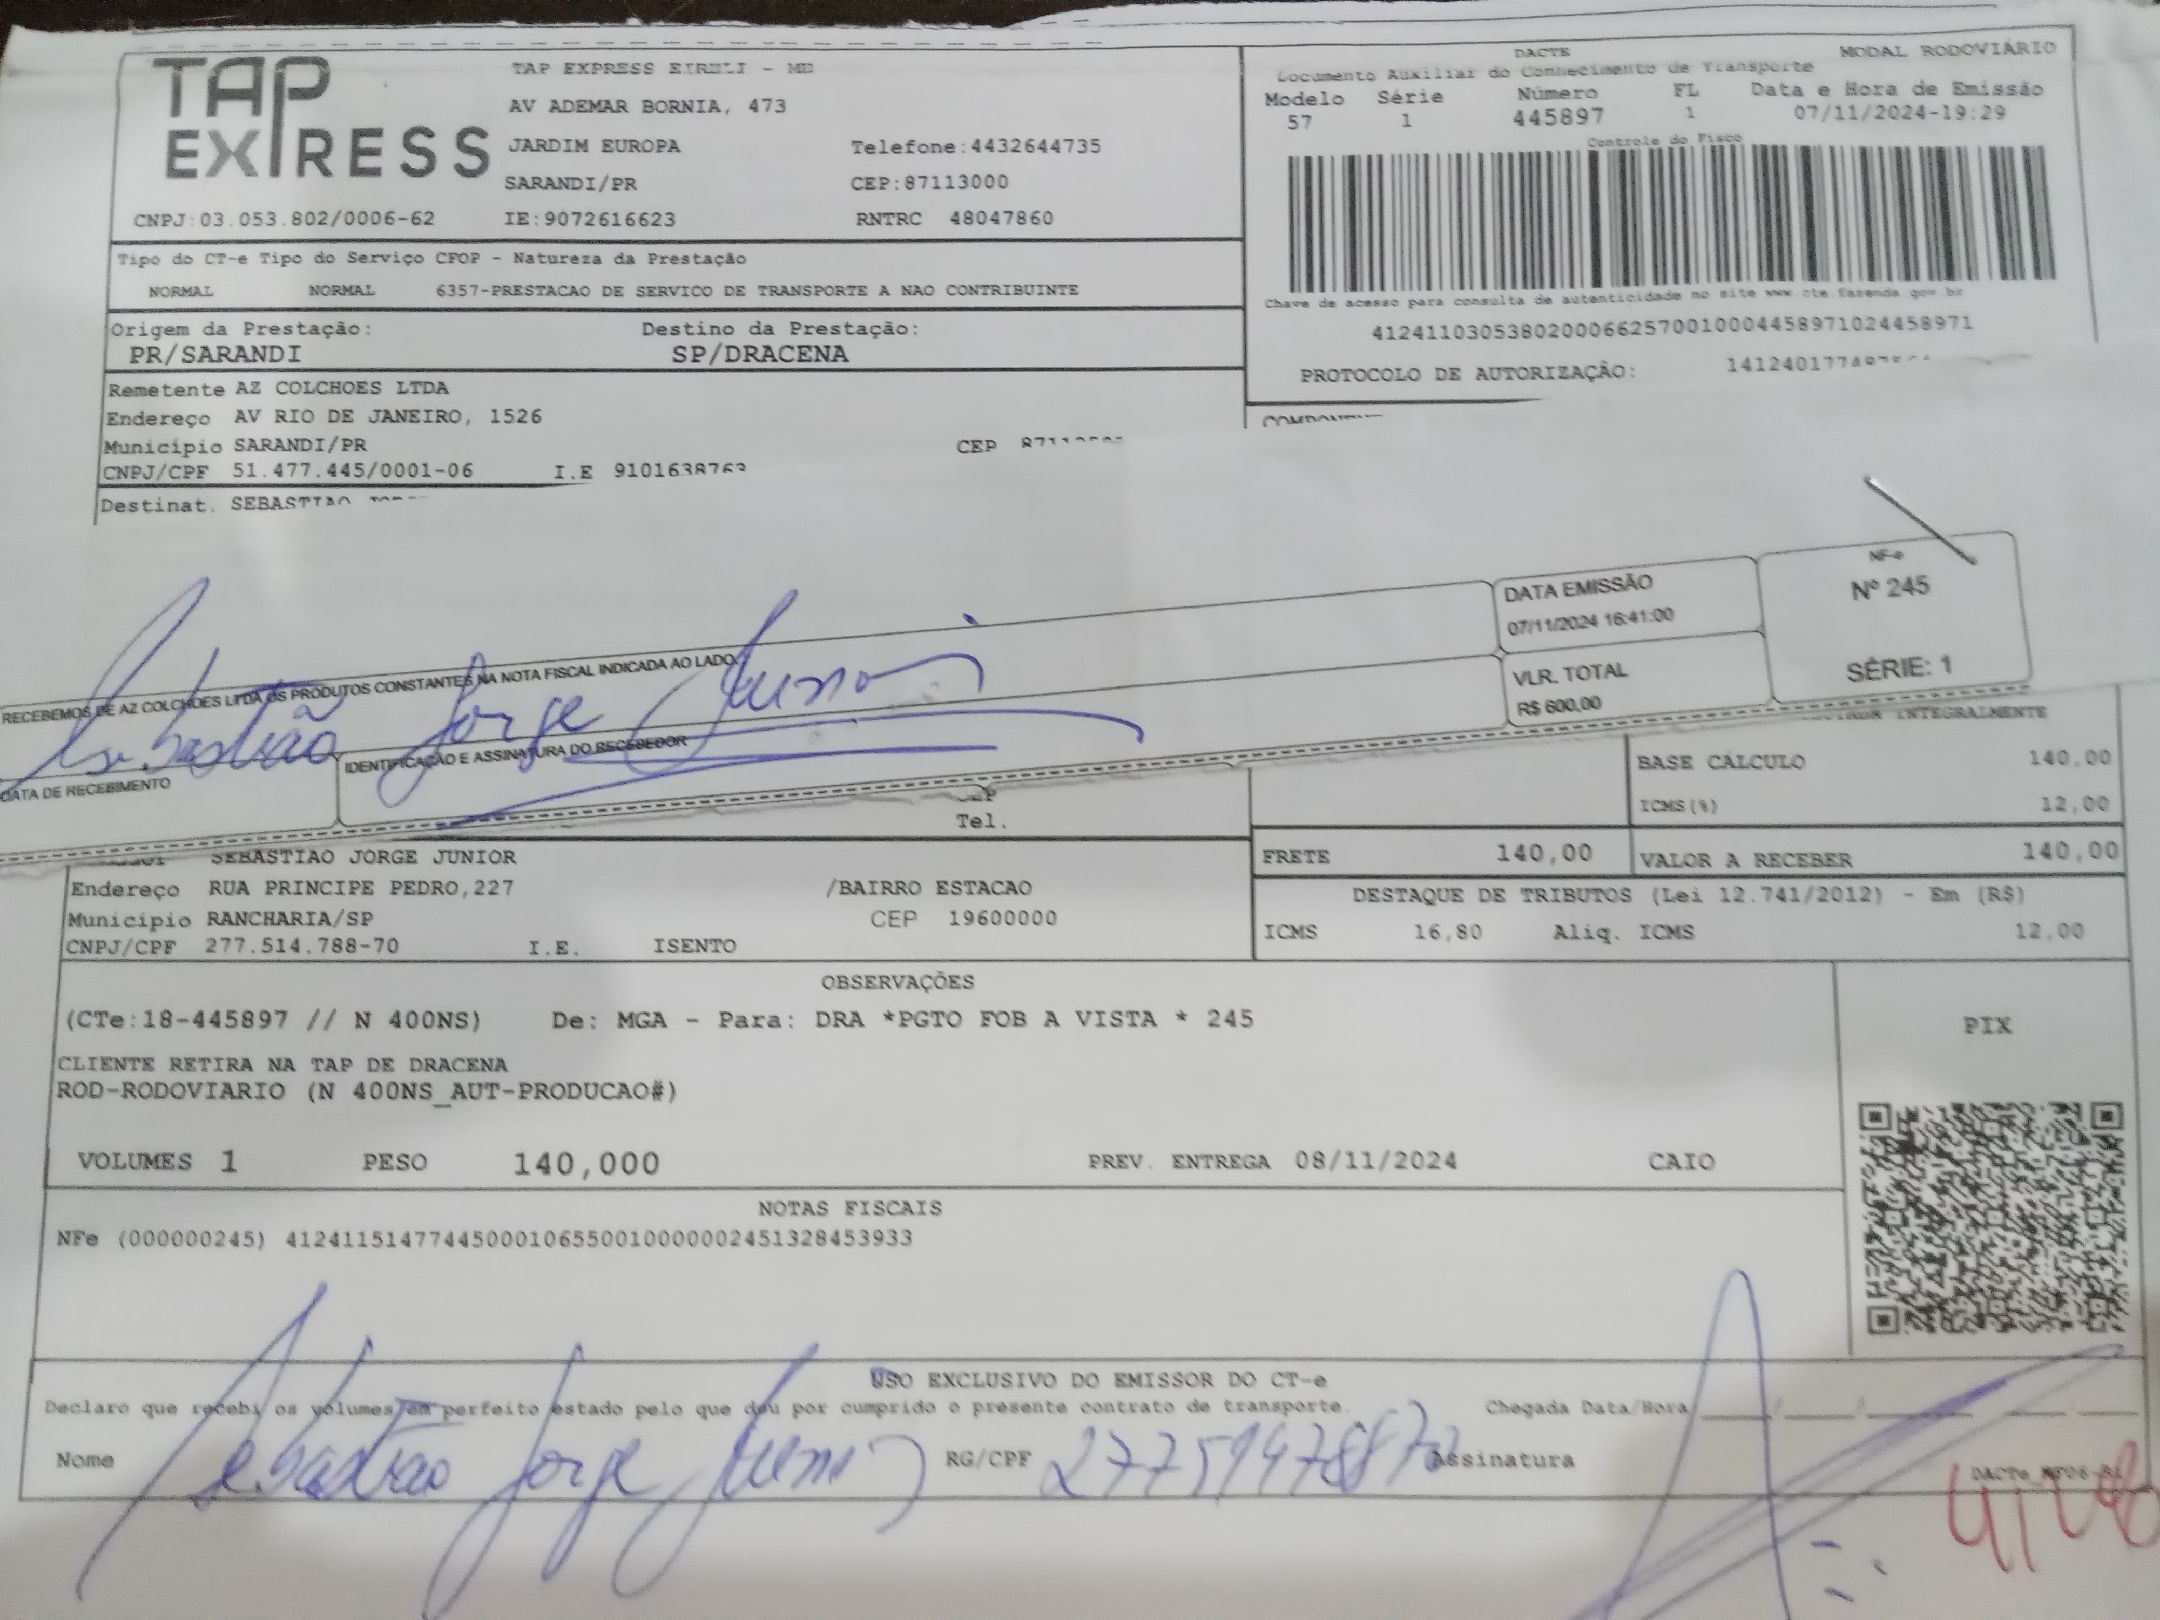 TAP EXPRESS
TAP EXPRESS EIRELI - ME
AV ADEMAR BORNIA, 473
JARDIM EUROPA Telefone:4432644735
SARANDI/PR CEP:87113000
CNPJ:03.053.802/0006-62 IE:9072616623 RNTRC 48047860
DACTE MODAL RODOVIÁRIO
Documento Auxiliar do Conhecimento de Transporte
Modelo Série Número FL Data e Hora de Emissão
57 1 445897 1 07/11/2024-19:29
Controle do Fisco
Chave de acesso para consulta de autenticidade no site www.cte.fazenda.gov.br
41241103053802000662570010004458971024458971
PROTOCOLO DE AUTORIZAÇÃO:
Tipo do CT-e Tipo do Serviço CFOP - Natureza da Prestação
NORMAL NORMAL 6357-PRESTACAO DE SERVICO DE TRANSPORTE A NAO CONTRIBUINTE
Origem da Prestação: Destino da Prestação:
PR/SARANDI SP/DRACENA
Remetente AZ COLCHOES LTDA
Endereço AV RIO DE JANEIRO, 1526
Município SARANDI/PR CEP
CNPJ/CPF 51.477.445/0001-06 I.E 9101638763
Destinat. SEBASTIAO
RECEBEMOS DE AZ COLCHOES LTDA OS PRODUTOS CONSTANTES NA NOTA FISCAL INDICADA AO LADO
Sebastião Jorge Junior
DATA DE RECEBIMENTO IDENTIFICAÇÃO E ASSINATURA DO RECEBEDOR
DATA EMISSÃO
07/11/2024 16:41:00
VLR. TOTAL
R$ 600,00
NF-e
Nº 245
SÉRIE: 1
INTEGRALMENTE
BASE CÁLCULO 140,00
ICMS(%) 12,00
Tel.
FRETE 140,00 VALOR A RECEBER 140,00
SEBASTIAO JORGE JUNIOR
Endereço RUA PRINCIPE PEDRO,227 /BAIRRO ESTACAO
Município RANCHARIA/SP CEP 19600000
CNPJ/CPF 277.514.788-70 I.E. ISENTO
DESTAQUE DE TRIBUTOS (Lei 12.741/2012) - Em (R$)
ICMS 16,80 Aliq. ICMS 12,00
OBSERVAÇÕES
(CTe:18-445897 // N 400NS) De: MGA - Para: DRA *PGTO FOB A VISTA * 245
CLIENTE RETIRA NA TAP DE DRACENA
ROD-RODOVIARIO (N 400NS_AUT-PRODUCAO#)
PIX
VOLUMES 1 PESO 140,000 PREV. ENTREGA 08/11/2024 CAIO
NOTAS FISCAIS
NFe (000000245) 41241151477445000106550010000002451328453933
USO EXCLUSIVO DO EMISSOR DO CT-e
Declaro que recebi os volumes em perfeito estado pelo que dou por cumprido o presente contrato de transporte. Chegada Data/Hora
Nome Sebastião Jorge Junior RG/CPF 27751478870 Assinatura